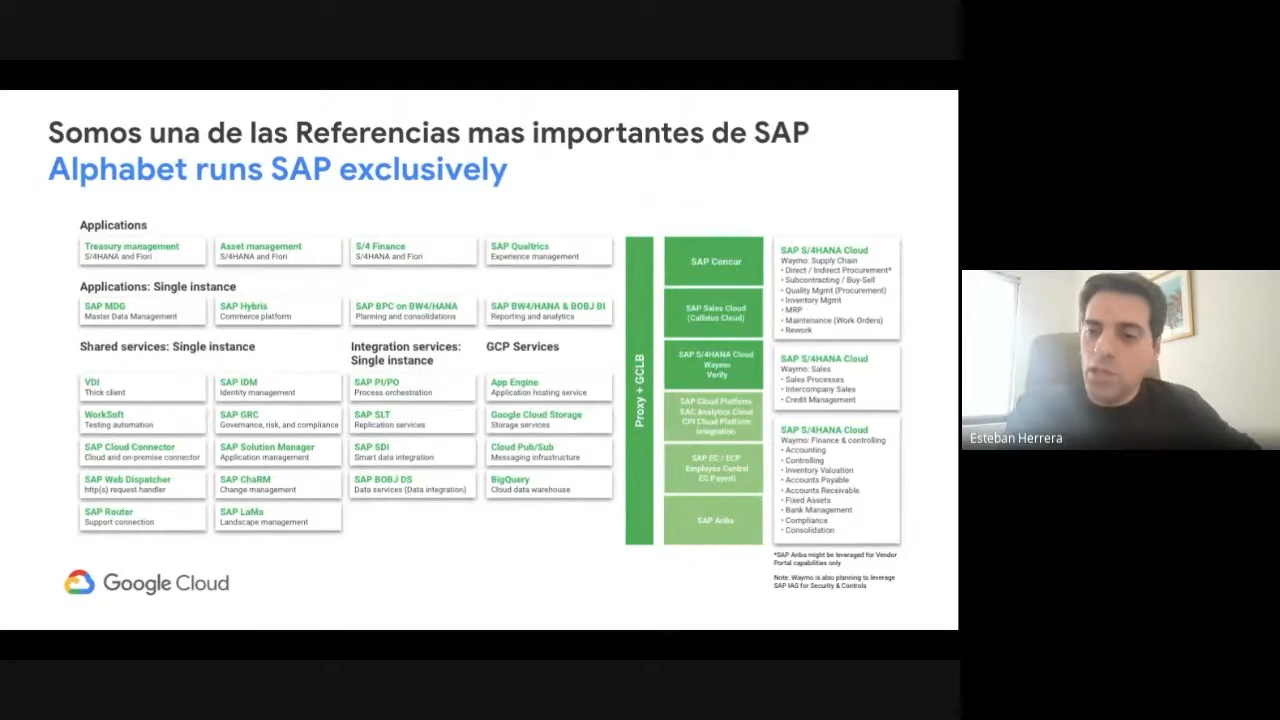 Somos una de las Referencias mas importantes de SAP
Alphabet runs SAP exclusively
Applications
Treasury management
S/4HANA and Fiori
Asset management
S/4HANA and Fiori
S/4 Finance
S/4HANA and Fiori
SAP Qualtrics
Experience management
Applications: Single instance
SAP MDG
Master Data Management
SAP Hybris
Commerce platform
SAP BPC on BW4/HANA
Planning and consolidations
SAP BW4/HANA & BOBJ BI
Reporting and analytics
Shared services: Single instance
VDI
Thick client
SAP IDM
Identity management
WorkSoft
Testing automation
SAP GRC
Governance, risk, and compliance
SAP Cloud Connector
Cloud and on-premise connector
SAP Solution Manager
Application management
SAP Web Dispatcher
http(s) request handler
SAP ChaRM
Change management
SAP Router
Support connection
SAP LaMa
Landscape management
Integration services:
Single instance
SAP PI/PO
Process orchestration
SAP SLT
Replication services
SAP SDI
Smart data integration
SAP BOBJ DS
Data services (Data integration)
GCP Services
App Engine
Application hosting service
Google Cloud Storage
Storage services
Cloud Pub/Sub
Messaging infrastructure
BigQuery
Cloud data warehouse
Proxy + GCLB
SAP Concur
SAP Sales Cloud
(Callidus Cloud)
SAP S/4HANA Cloud
Waymo
Verify
SAP Cloud Platform
SAC Analytics Cloud
CPI Cloud Platform
Integration
SAP EC / ECP
Employee Central
EC Payroll
SAP Ariba
SAP S/4HANA Cloud
Waymo: Supply Chain
• Direct / Indirect Procurement*
• Subcontracting / Buy-Sell
• Quality Mgmt (Procurement)
• Inventory Mgmt
• MRP
• Maintenance (Work Orders)
• Rework
SAP S/4HANA Cloud
Waymo: Sales
• Sales Processes
• Intercompany Sales
• Credit Management
SAP S/4HANA Cloud
Waymo: Finance & controlling
• Accounting
• Controlling
• Inventory Valuation
• Accounts Payable
• Accounts Receivable
• Fixed Assets
• Bank Management
• Compliance
• Consolidation
*SAP Ariba might be leveraged for Vendor
Portal capabilities only
Note: Waymo is also planning to leverage
SAP IAG for Security & Controls
Google Cloud
Esteban Herrera